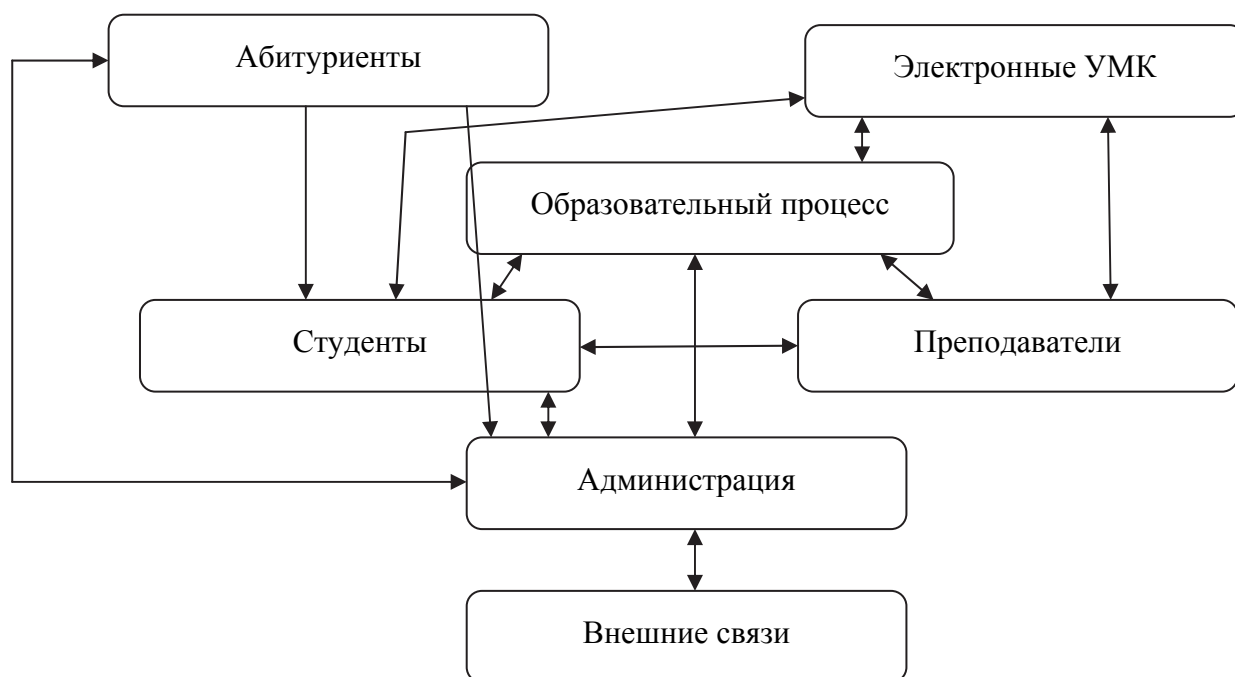 Абитуриенты
Электронные УМК
Образовательный процесс
Студенты
Преподаватели
Администрация
Внешние связи